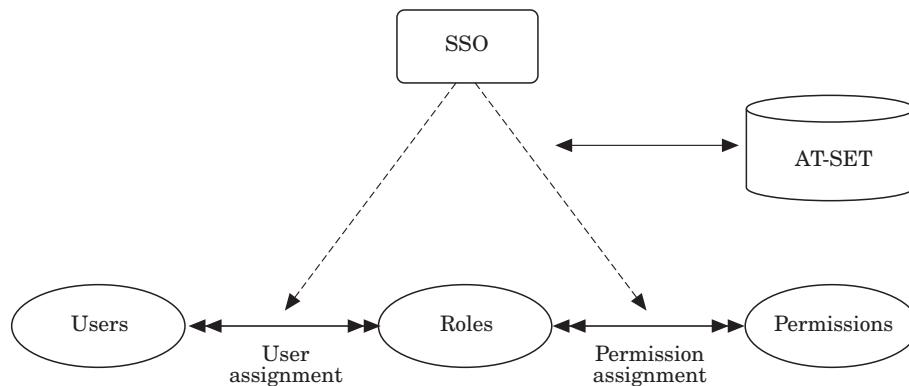 SSO
AT-SET
Users
Roles
Permissions
User
assignment
Permission
assignment